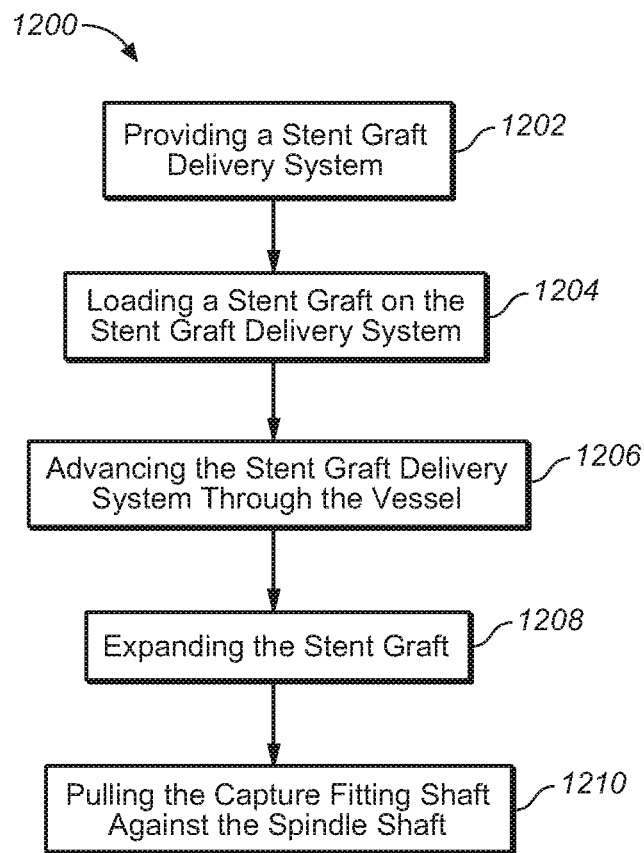 1200
Providing a Stent Graft
Delivery System
1202
Loading a Stent Graft on the
Stent Graft Delivery System
1204
Advancing the Stent Graft Delivery
System Through the Vessel
1206
Expanding the Stent Graft
1208
Pulling the Capture Fitting Shaft
Against the Spindle Shaft
1210